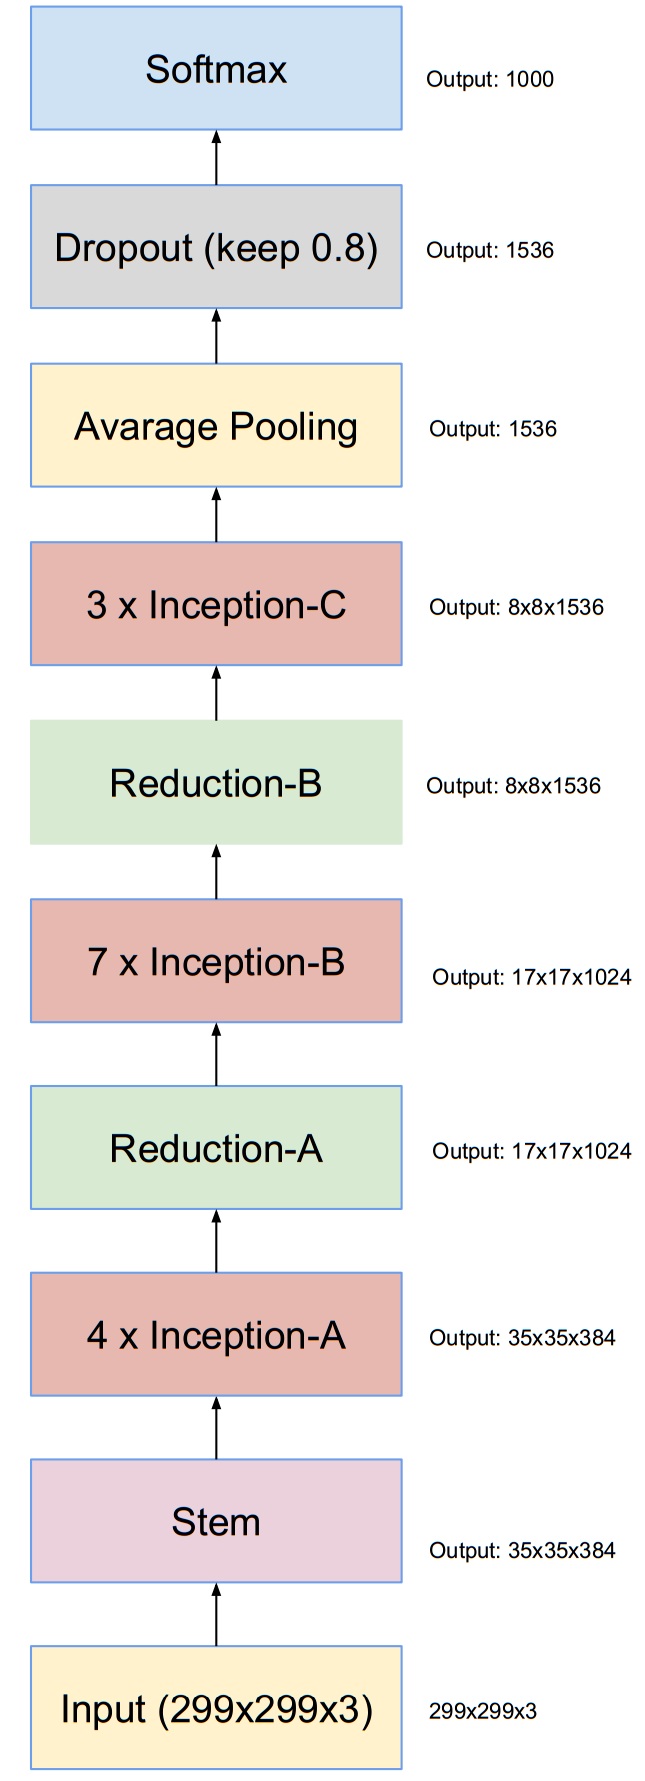 Softmax
Output: 1000
Dropout (keep 0.8)
Output: 1536
Avarage Pooling
Output: 1536
3 x Inception-C
Output: 8x8x1536
Reduction-B
Output: 8x8x1536
7 x Inception-B
Output: 17x17x1024
Reduction-A
Output: 17x17x1024
4 x Inception-A
Output: 35x35x384
Stem
Output: 35x35x384
Input (299x299x3)
299x299x3